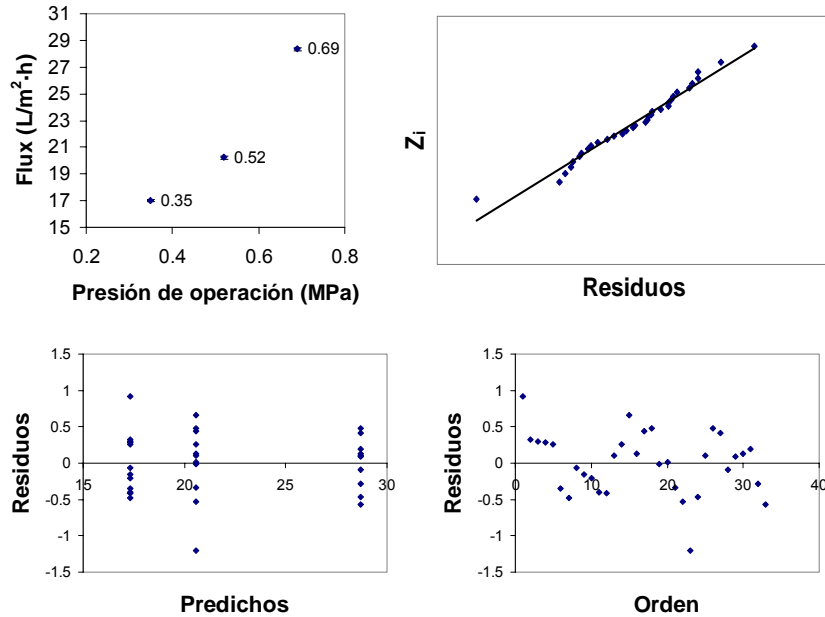 31
29
27
25
23
21
19
17
15
Flux (L/m²·h)
0.69
0.52
0.35
0.2 0.4 0.6 0.8
Presión de operación (MPa)
Zi
Residuos
1.5
1
0.5
0
-0.5
-1
-1.5
Residuos
15 20 25 30
Predichos
1.5
1
0.5
0
-0.5
-1
-1.5
Residuos
0 10 20 30 40
Orden